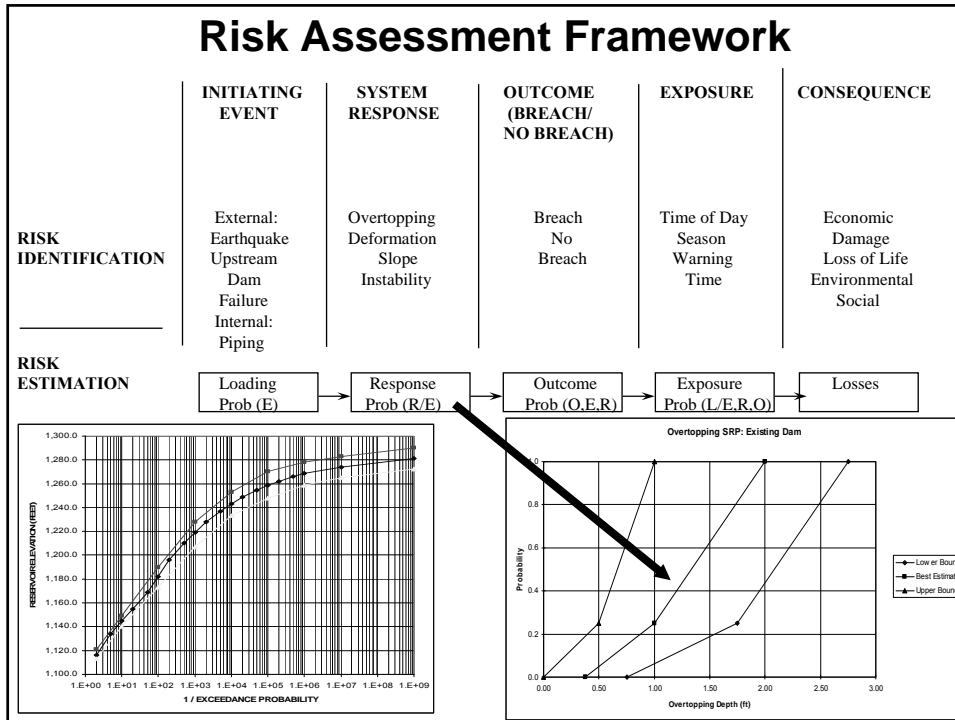 Risk Assessment Framework
INITIATING
EVENT
SYSTEM
RESPONSE
OUTCOME
(BREACH/
NO BREACH)
EXPOSURE
CONSEQUENCE
RISK
IDENTIFICATION
External:
Earthquake
Upstream
Dam
Failure
Internal:
Piping
Overtopping
Deformation
Slope
Instability
Breach
No
Breach
Time of Day
Season
Warning
Time
Economic
Damage
Loss of Life
Environmental
Social
RISK
ESTIMATION
Loading
Prob (E)
Response
Prob (R/E)
Outcome
Prob (O,E,R)
Exposure
Prob (L/E,R,O)
Losses
RESERVOIR ELEVATION (FEET)
1,300.0
1,280.0
1,260.0
1,240.0
1,220.0
1,200.0
1,180.0
1,160.0
1,140.0
1,120.0
1,100.0
1.E+00 1.E+01 1.E+02 1.E+03 1.E+04 1.E+05 1.E+06 1.E+07 1.E+08 1.E+09
1 / EXCEEDANCE PROBABILITY
Overtopping SRP: Existing Dam
Probability
1.0
0.8
0.6
0.4
0.2
0.0
0.00 0.50 1.00 1.50 2.00 2.50 3.00
Overtopping Depth (ft)
Lower Boun
Best Estimat
Upper Boun